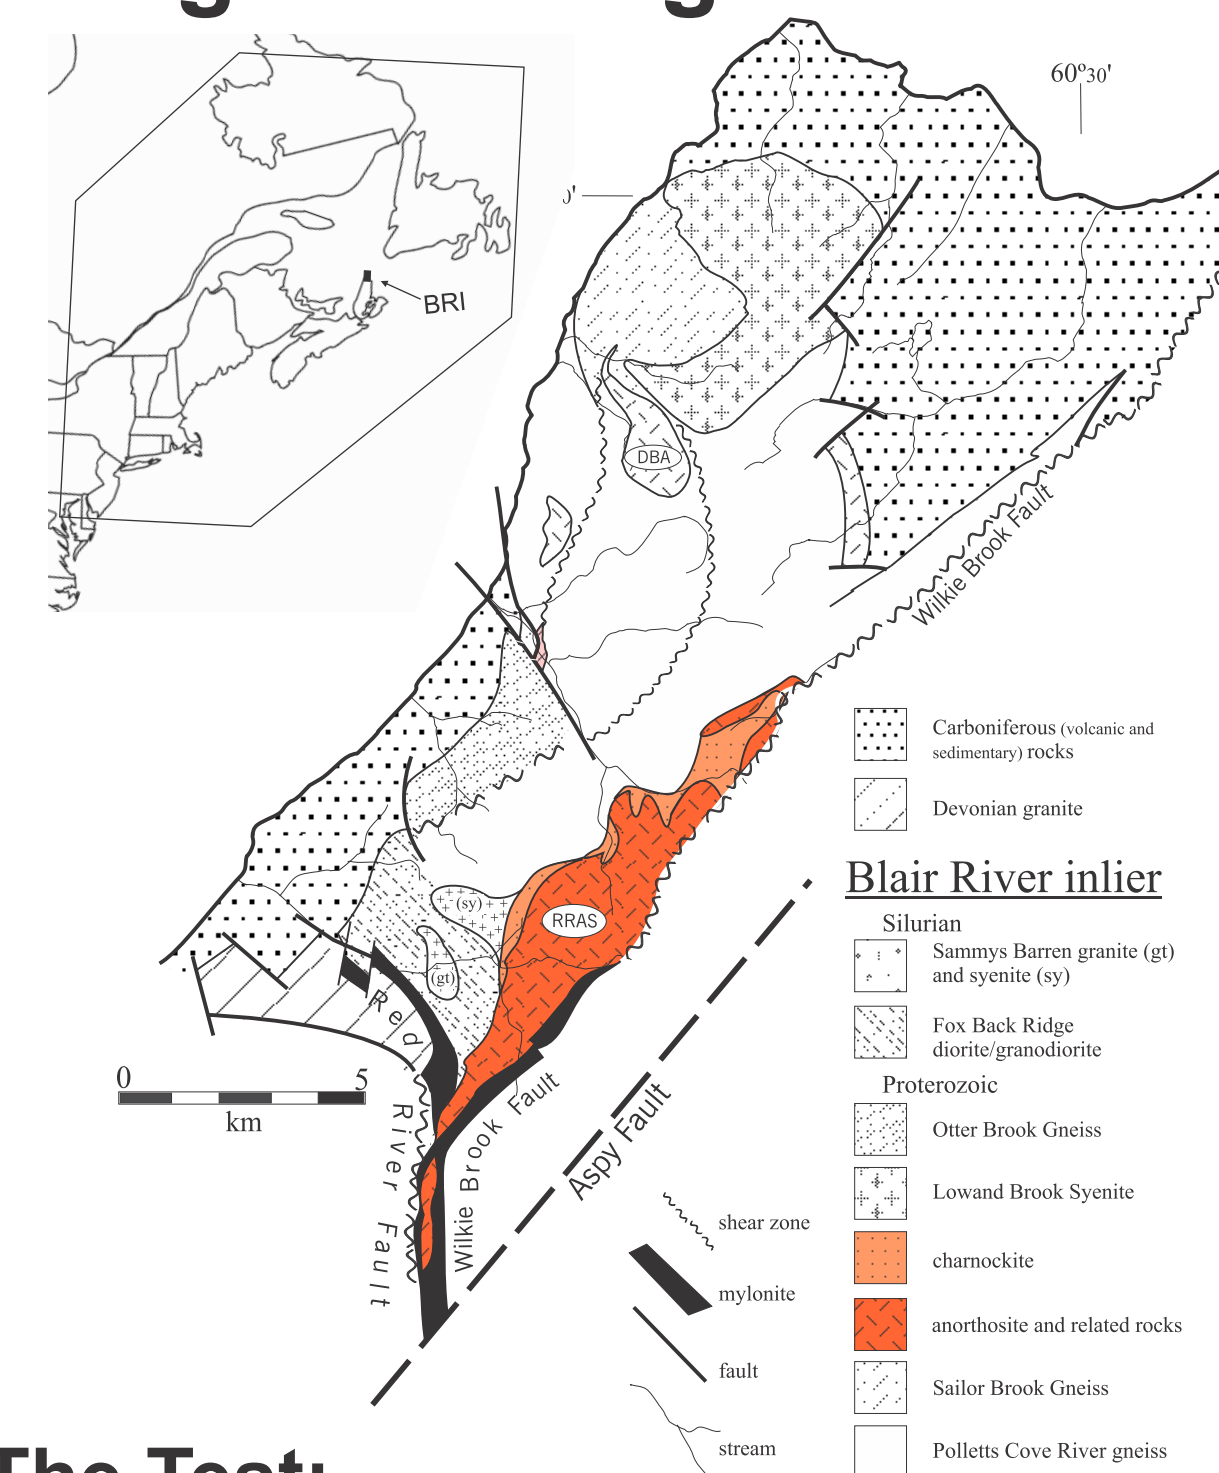 60°30'
0'
BRI
DBA
Wilkie Brook Fault
Carboniferous (volcanic and
sedimentary) rocks
Devonian granite
Blair River inlier
Silurian
(sy)
RRAS
Sammys Barren granite (gt)
and syenite (sy)
(gt)
Red River Fault
Fox Back Ridge
diorite/granodiorite
0 5
km
Proterozoic
Wilkie Brook Fault
Aspy Fault
Otter Brook Gneiss
Lowand Brook Syenite
shear zone
charnockite
mylonite
anorthosite and related rocks
fault
Sailor Brook Gneiss
stream
Polletts Cove River gneiss
The Test: